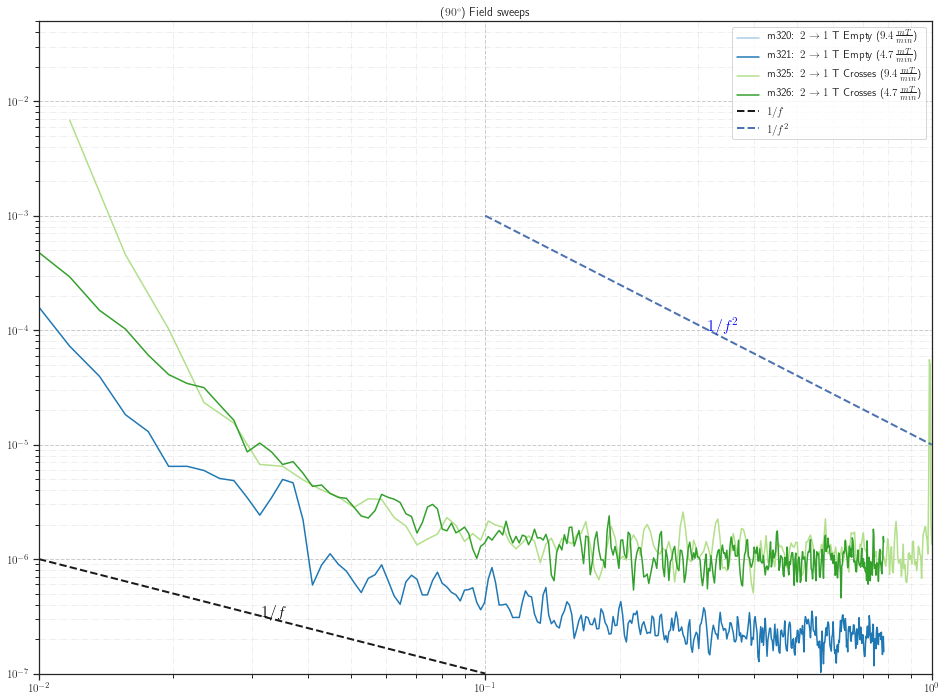 (90°) Field sweeps
m320: 2 → 1 T Empty (9.4 mT/min)
m321: 2 → 1 T Empty (4.7 mT/min)
m325: 2 → 1 T Crosses (9.4 mT/min)
m326: 2 → 1 T Crosses (4.7 mT/min)
1/f
1/f²
10⁻²
10⁻³
10⁻⁴
1/f²
10⁻⁵
10⁻⁶
1/f
10⁻⁷
10⁻² 10⁻¹ 10⁰